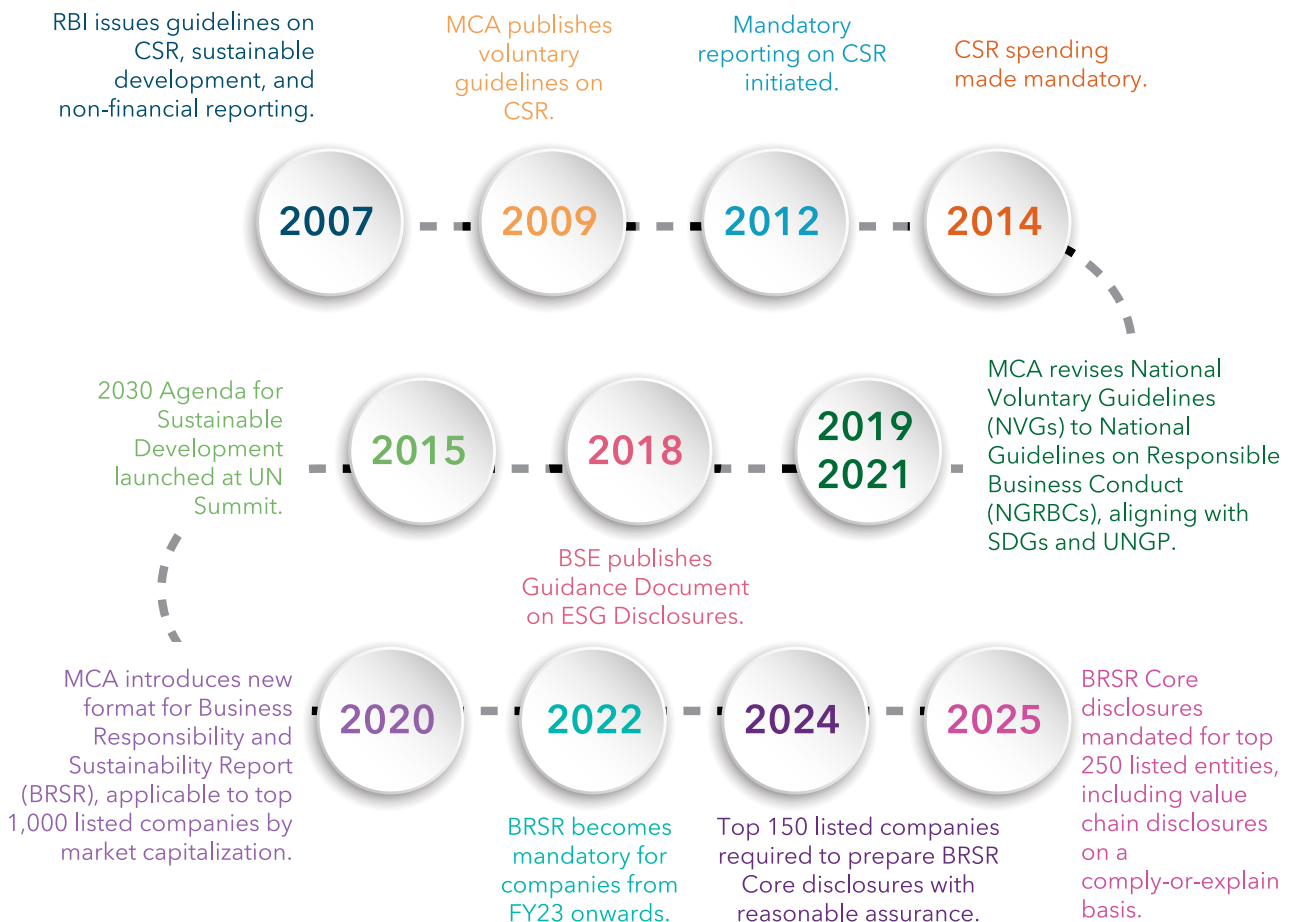 RBI issues guidelines on
CSR, sustainable
development, and
non-financial reporting.
MCA publishes
voluntary
guidelines on
CSR.
Mandatory
reporting on CSR
initiated.
CSR spending
made mandatory.
2007
2009
2012
2014
2030 Agenda for
Sustainable
Development
launched at UN
Summit.
2015
2018
BSE publishes
Guidance Document
on ESG Disclosures.
2019
2021
MCA revises National
Voluntary Guidelines
(NVGs) to National
Guidelines on Responsible
Business Conduct
(NGRBCs), aligning with
SDGs and UNGP.
MCA introduces new
format for Business
Responsibility and
Sustainability Report
(BRSR), applicable to top
1,000 listed companies by
market capitalization.
2020
2022
BRSR becomes
mandatory for
companies from
FY23 onwards.
2024
Top 150 listed companies
required to prepare BRSR
Core disclosures with
reasonable assurance.
2025
BRSR Core
disclosures
mandated for top
250 listed entities,
including value
chain disclosures
on a
comply-or-explain
basis.